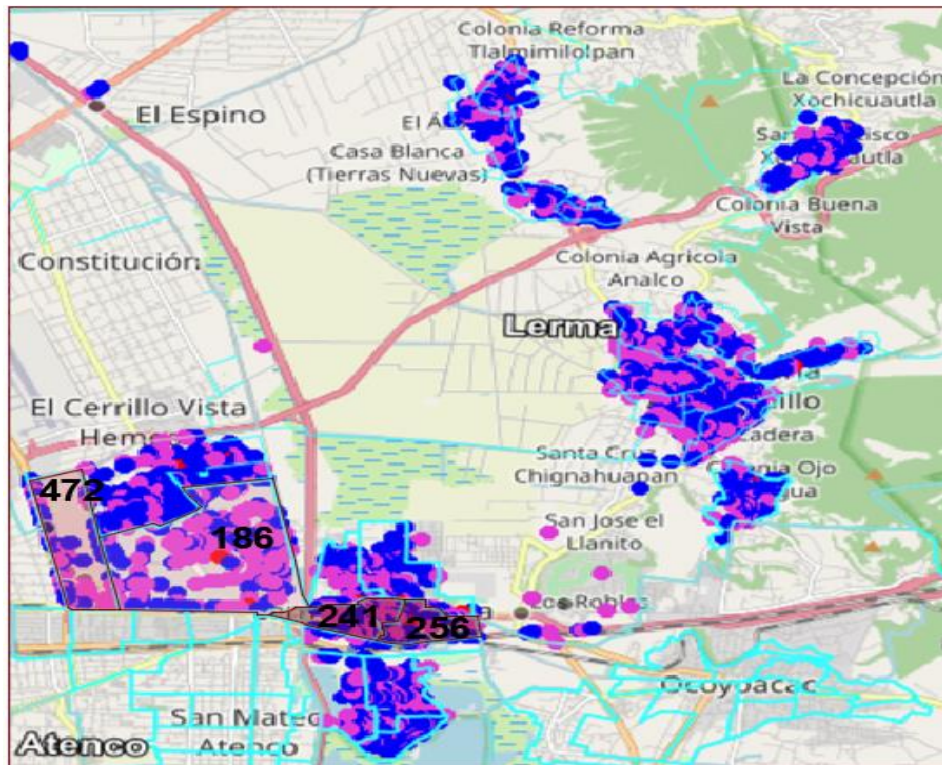 Colonia Reforma
Tlalmimilolpan
La Concepción
Xochicuautla
El Espino
Casa Blanca
(Tierras Nuevas)
Colonia Buena
Vista
Constitución
Colonia Agrícola
Analco
Lerma
El Cerrillo Vista
472
186
Santa Cruz
Chignahuapan
San Jose el
Llanito
Los Robles
241
256
Ocoyoacac
San Mateo
Atenco
Atenco